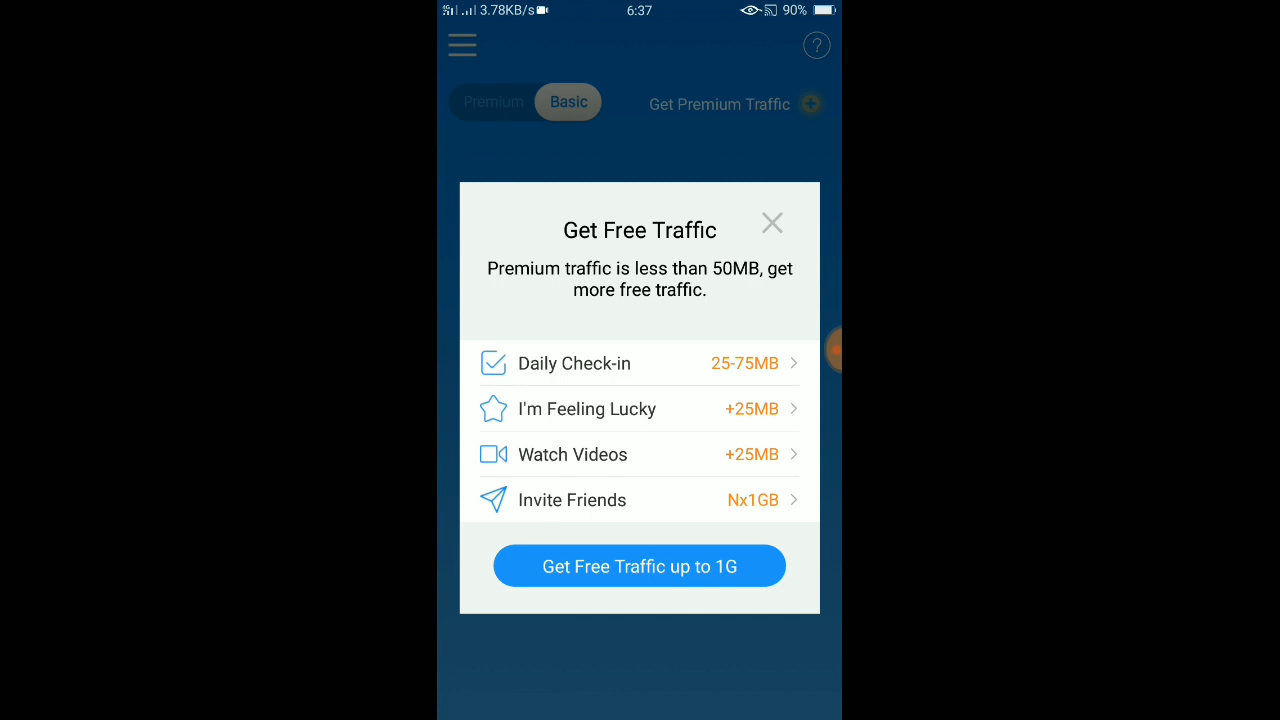 3.78KB/s 6:37 90%
?
Premium Basic Get Premium Traffic
Get Free Traffic
Premium traffic is less than 50MB, get
more free traffic.
Daily Check-in 25-75MB
I'm Feeling Lucky +25MB
Watch Videos +25MB
Invite Friends Nx1GB
Get Free Traffic up to 1G